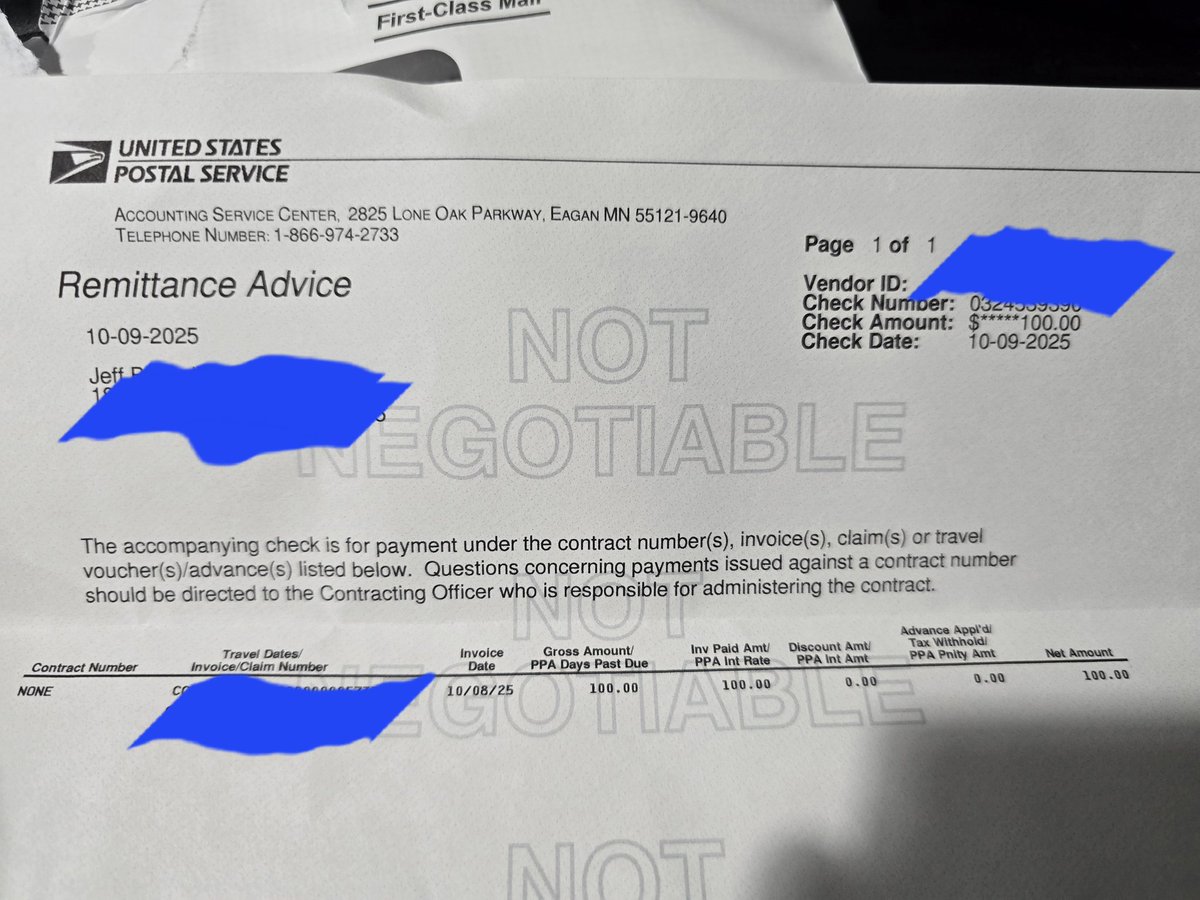 First-Class Mail
UNITED STATES
POSTAL SERVICE
ACCOUNTING SERVICE CENTER, 2825 LONE OAK PARKWAY, EAGAN MN 55121-9640
TELEPHONE NUMBER: 1-866-974-2733
Page 1 of 1
Remittance Advice
Vendor ID:
Check Number:
Check Amount: $*****100.00
Check Date: 10-09-2025
10-09-2025
Jeff
NOT
NEGOTIABLE
The accompanying check is for payment under the contract number(s), invoice(s), claim(s) or travel
voucher(s)/advance(s) listed below. Questions concerning payments issued against a contract number
should be directed to the Contracting Officer who is responsible for administering the contract.
NOT
NEGOTIABLE
Contract Number
Travel Dates/
Invoice/Claim Number
Invoice
Date
Gross Amount/
PPA Days Past Due
Inv Paid Amt/
PPA Int Rate
Discount Amt/
PPA Int Amt
Advance Appl'd/
Tax Withhold/
PPA Pnlty Amt
Net Amount
NONE 10/08/25 100.00 100.00 0.00 0.00 100.00
NOT